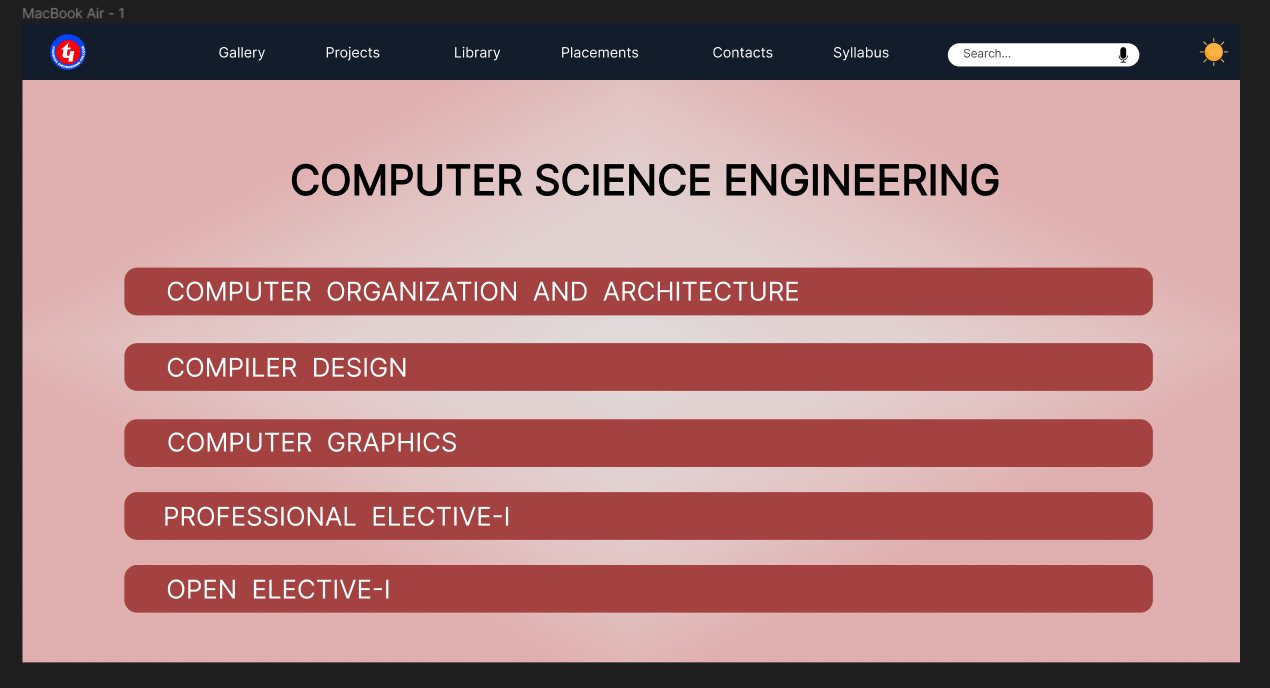 MacBook Air - 1
Gallery Projects Library Placements Contacts Syllabus Search...
COMPUTER SCIENCE ENGINEERING
COMPUTER ORGANIZATION AND ARCHITECTURE
COMPILER DESIGN
COMPUTER GRAPHICS
PROFESSIONAL ELECTIVE-I
OPEN ELECTIVE-I